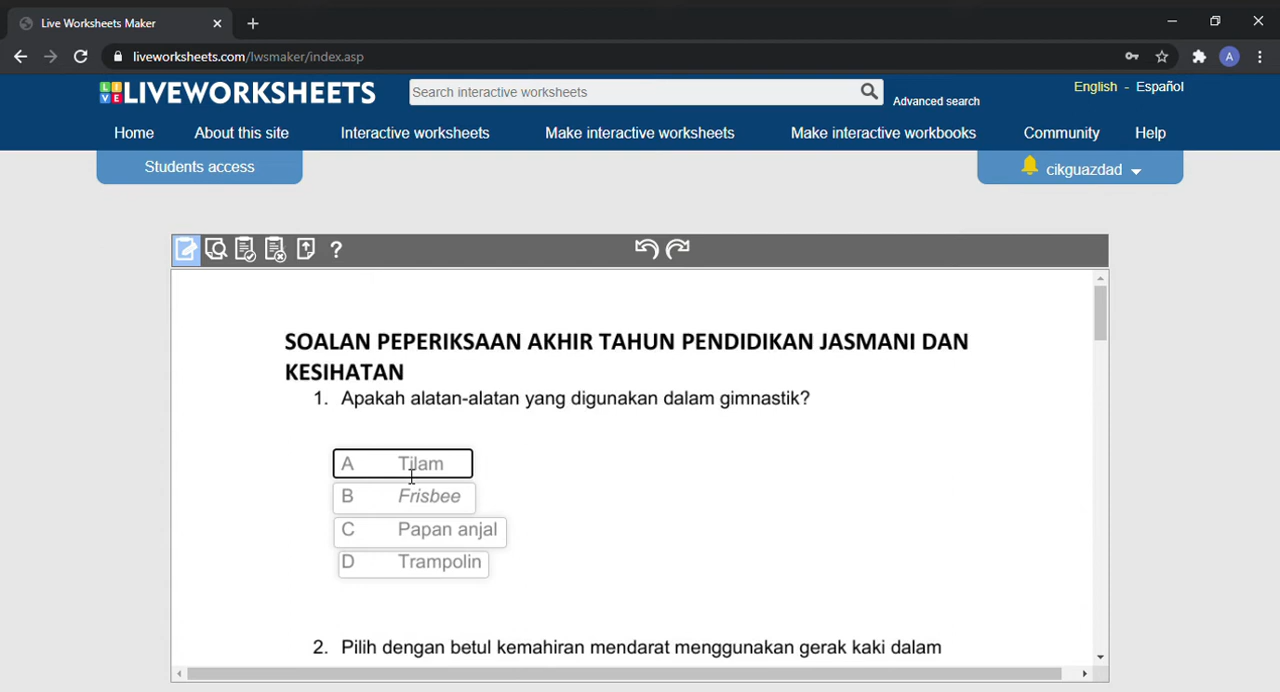 Live Worksheets Maker
liveworksheets.com/lwsmaker/index.asp
A
LIVE LIVEWORKSHEETS
Search interactive worksheets
Advanced search
English - Español
Home About this site Interactive worksheets Make interactive worksheets Make interactive workbooks Community Help
Students access
cikguazdad
?
SOALAN PEPERIKSAAN AKHIR TAHUN PENDIDIKAN JASMANI DAN
KESIHATAN
1. Apakah alatan-alatan yang digunakan dalam gimnastik?
A Tilam
B Frisbee
C Papan anjal
D Trampolin
2. Pilih dengan betul kemahiran mendarat menggunakan gerak kaki dalam